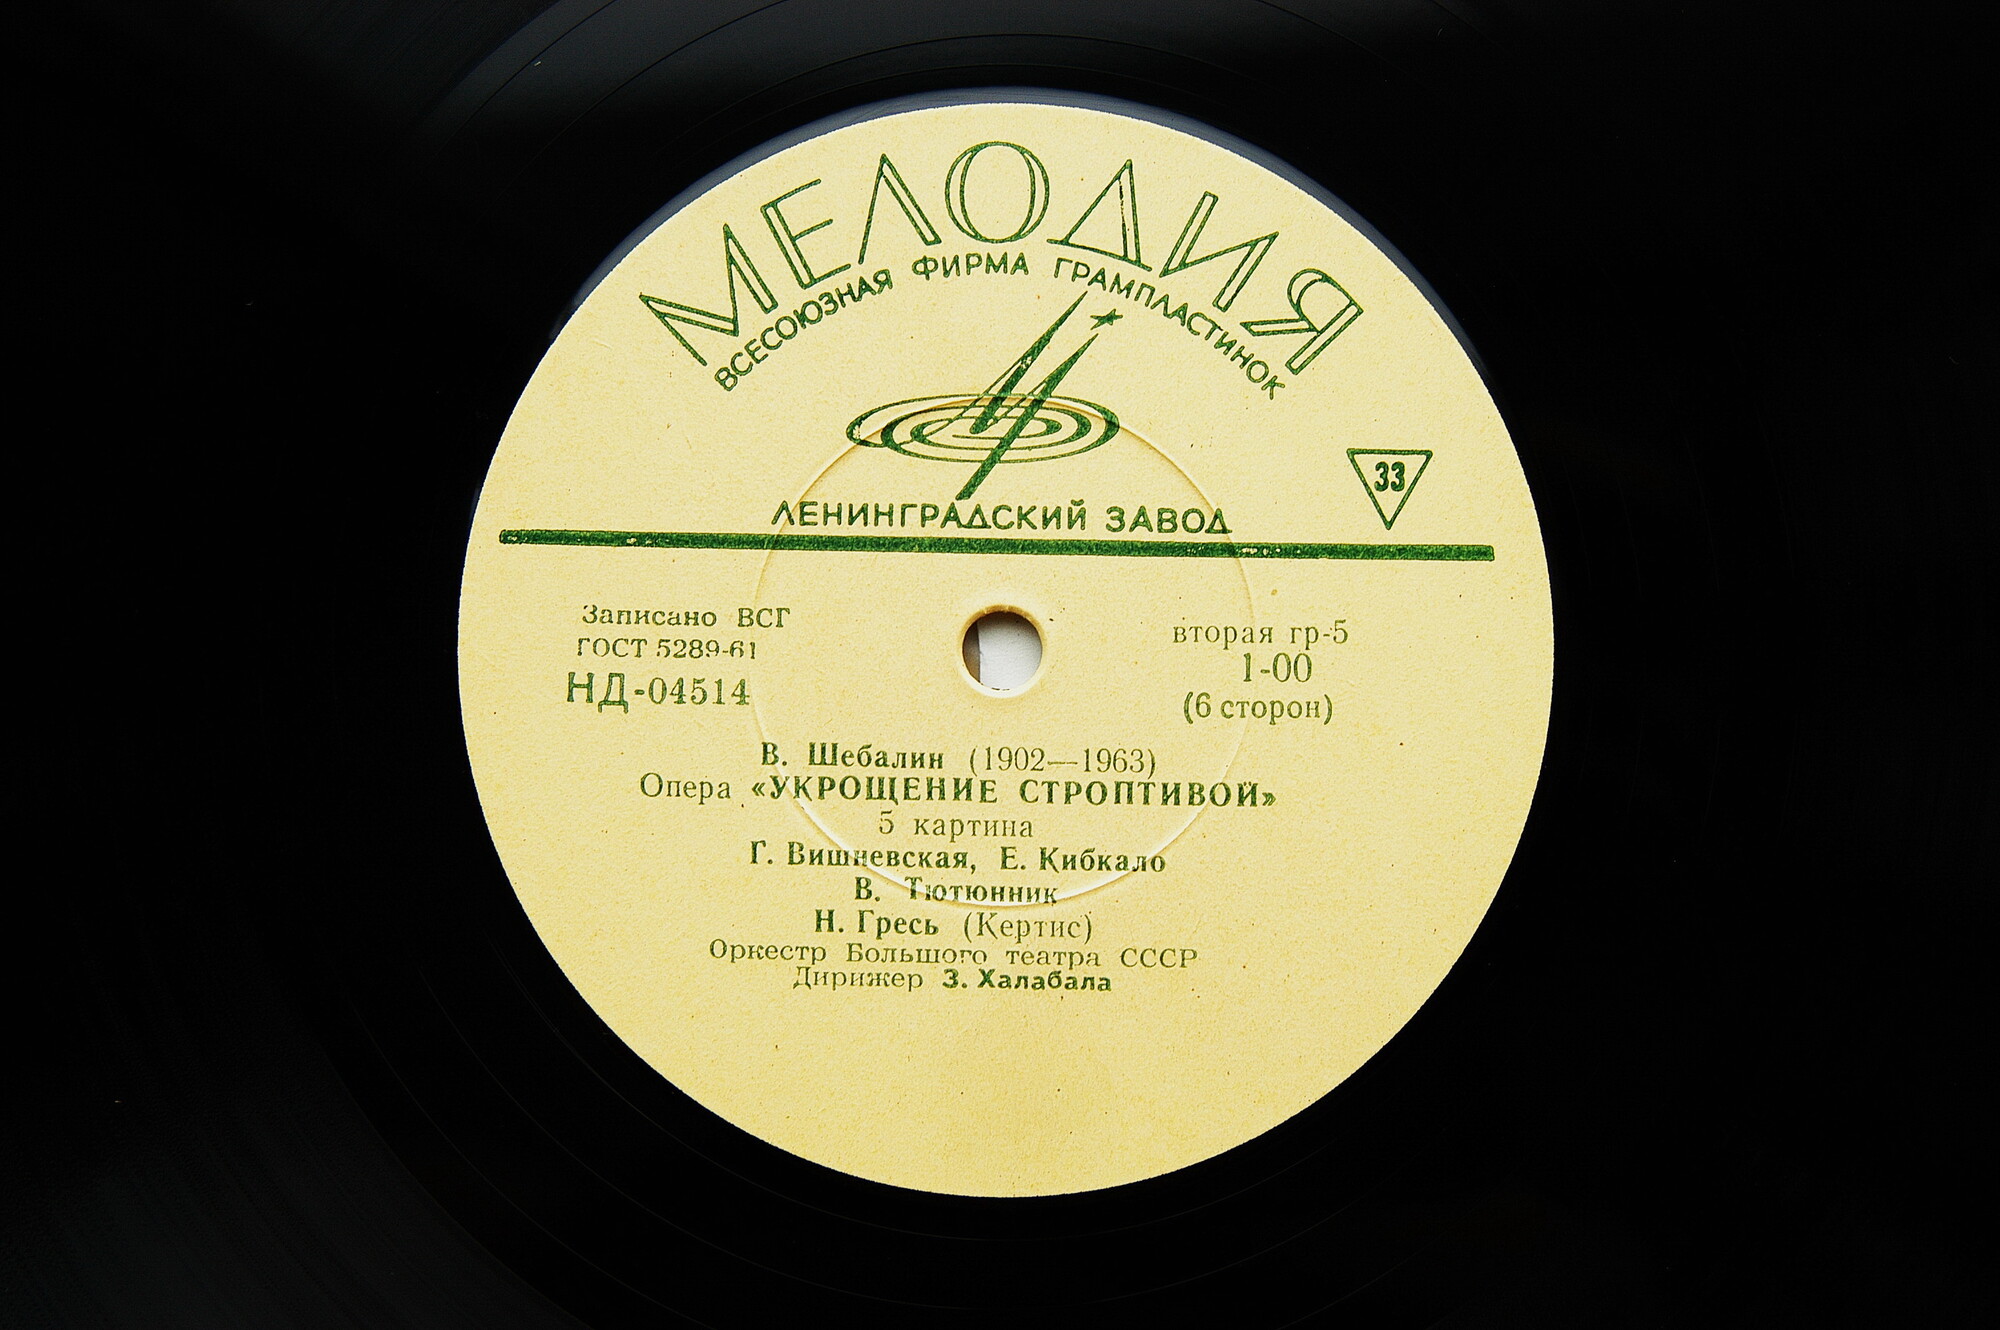 МЕЛОДИЯ
ВСЕСОЮЗНАЯ ФИРМА ГРАМПЛАСТИНОК
33
ЛЕНИНГРАДСКИЙ ЗАВОД
Записано ВСГ
ГОСТ 5289-61
НД-04514
вторая гр-5
1-00
(6 сторон)
В. Шебалин (1902—1963)
Опера «УКРОЩЕНИЕ СТРОПТИВОЙ»
5 картина
Г. Вишневская, Е. Кибкало
В. Тютюнник
Н. Гресь (Кертис)
Оркестр Большого театра СССР
Дирижер З. Халабала